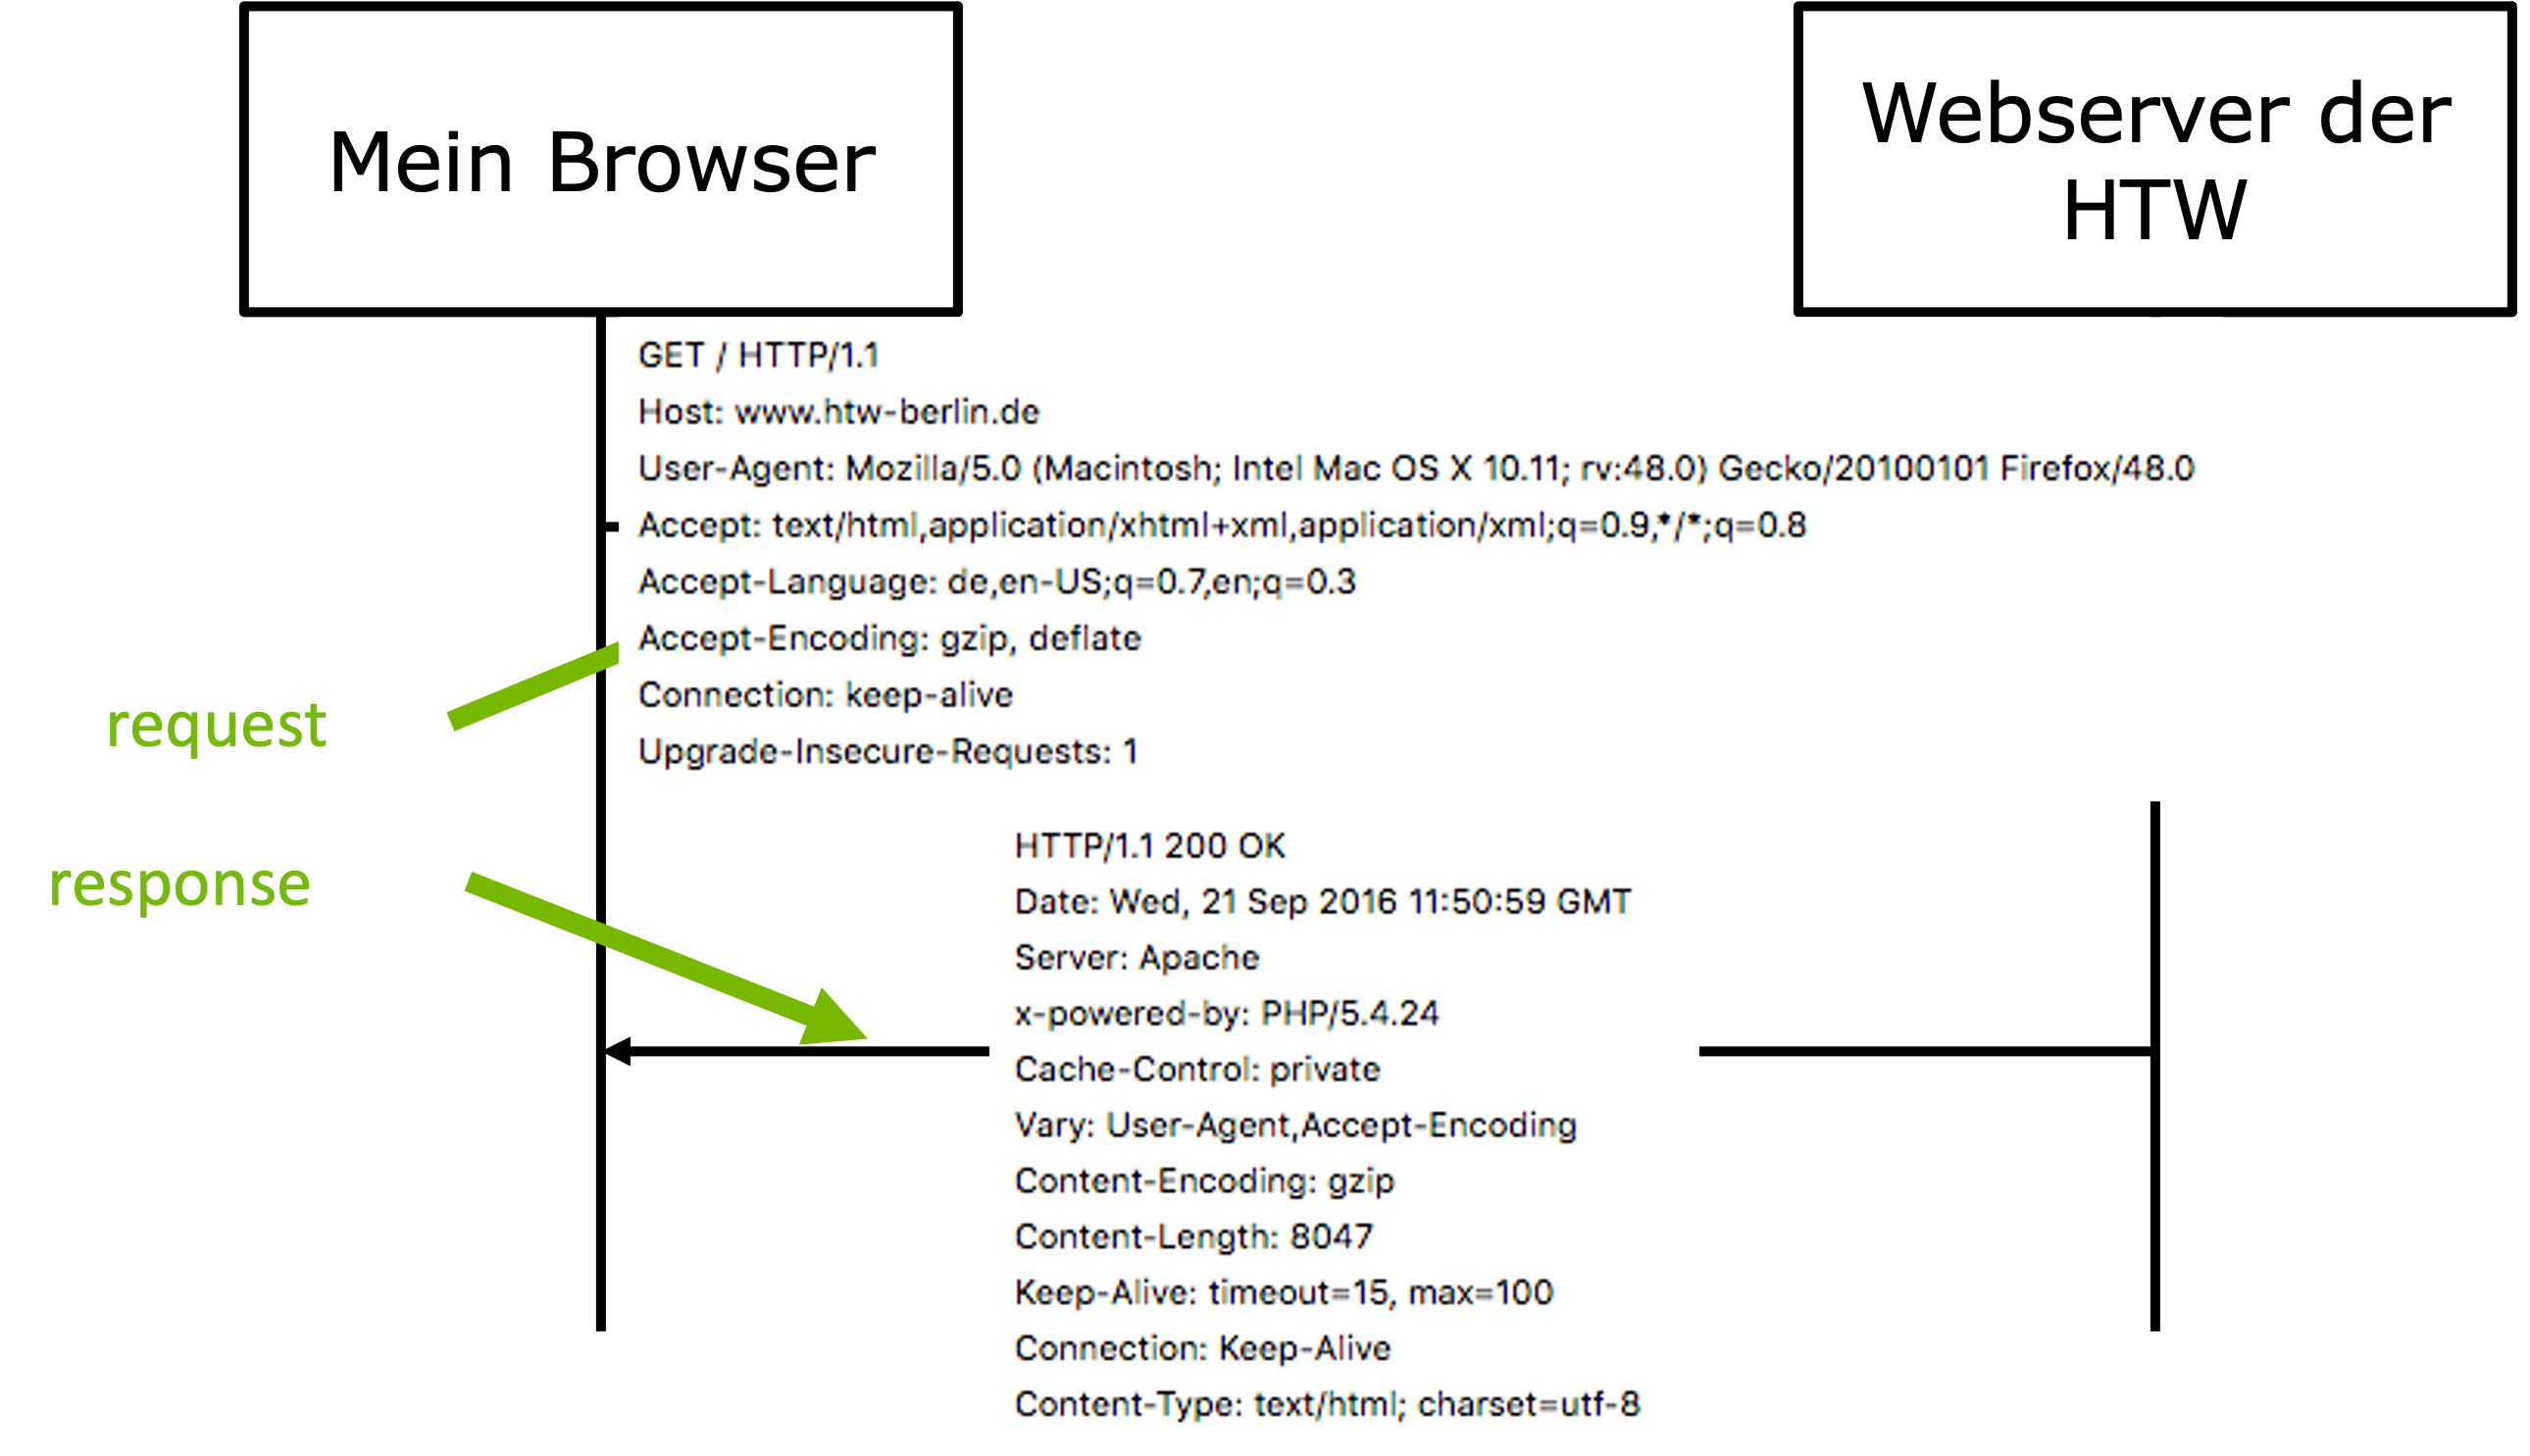 Mein Browser
Webserver der
HTW
GET / HTTP/1.1
Host: www.htw-berlin.de
User-Agent: Mozilla/5.0 (Macintosh; Intel Mac OS X 10.11; rv:48.0) Gecko/20100101 Firefox/48.0
Accept: text/html,application/xhtml+xml,application/xml;q=0.9,*/*;q=0.8
Accept-Language: de,en-US;q=0.7,en;q=0.3
Accept-Encoding: gzip, deflate
Connection: keep-alive
Upgrade-Insecure-Requests: 1
request
response
HTTP/1.1 200 OK
Date: Wed, 21 Sep 2016 11:50:59 GMT
Server: Apache
x-powered-by: PHP/5.4.24
Cache-Control: private
Vary: User-Agent,Accept-Encoding
Content-Encoding: gzip
Content-Length: 8047
Keep-Alive: timeout=15, max=100
Connection: Keep-Alive
Content-Type: text/html; charset=utf-8